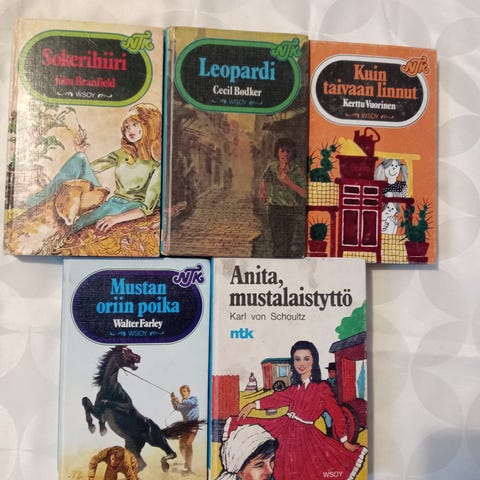 NTK
Sokerihiiri
John Branfield
WSOY
NTK
Leopardi
Cecil Bødker
WSOY
NTK
Kuin
taivaan linnut
Kerttu Vuorinen
WSOY
NTK
Mustan
oriin poika
Walter Farley
WSOY
Anita,
mustalaistyttö
Karl von Schoultz
ntk
WSOY